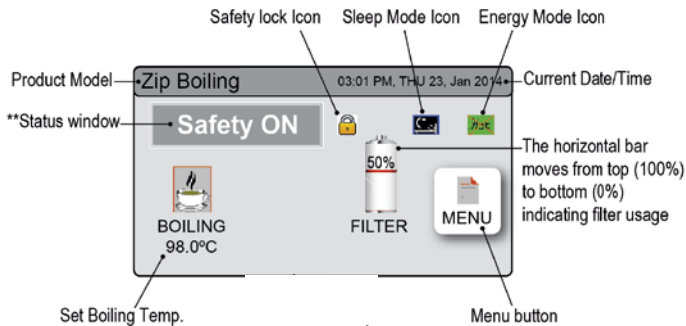 Safety lock Icon
Sleep Mode Icon
Energy Mode Icon
Product Model
Zip Boiling
03:01 PM, THU 23, Jan 2014
Current Date/Time
**Status window
Safety ON
Hot
50%
The horizontal bar
moves from top (100%)
to bottom (0%)
indicating filter usage
BOILING
98.0ºC
FILTER
MENU
Set Boiling Temp.
Menu button